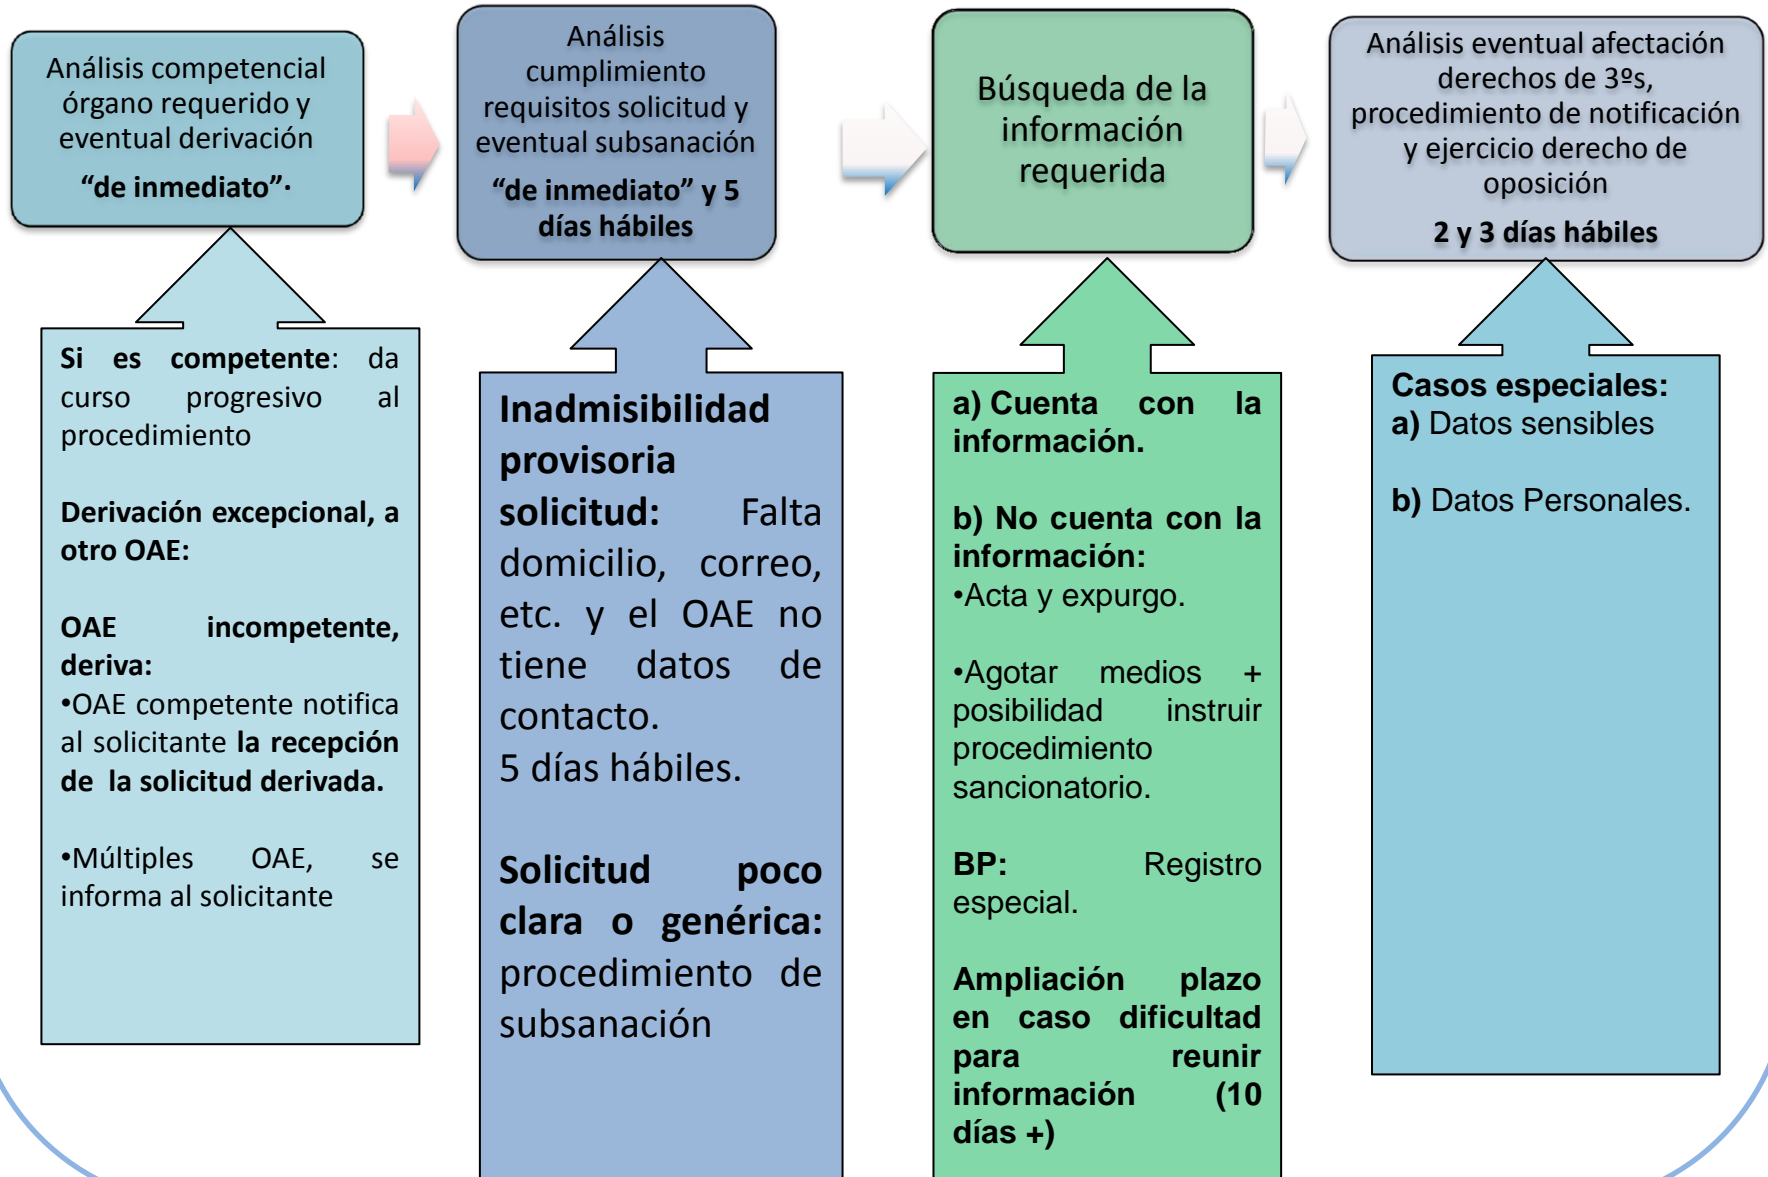 Análisis competencial
órgano requerido y
eventual derivación
“de inmediato”·
Análisis
cumplimiento
requisitos solicitud y
eventual subsanación
“de inmediato” y 5
días hábiles
Búsqueda de la
información
requerida
Análisis eventual afectación
derechos de 3ºs,
procedimiento de notificación
y ejercicio derecho de
oposición
2 y 3 días hábiles
Si es competente: da
curso progresivo al
procedimiento
Derivación excepcional, a
otro OAE:
OAE incompetente,
deriva:
•OAE competente notifica
al solicitante la recepción
de la solicitud derivada.
•Múltiples OAE, se
informa al solicitante
Inadmisibilidad
provisoria
solicitud: Falta
domicilio, correo,
etc. y el OAE no
tiene datos de
contacto.
5 días hábiles.
Solicitud poco
clara o genérica:
procedimiento de
subsanación
a) Cuenta con la
información.
b) No cuenta con la
información:
•Acta y expurgo.
•Agotar medios +
posibilidad instruir
procedimiento
sancionatorio.
BP: Registro
especial.
Ampliación plazo
en caso dificultad
para reunir
información (10
días +)
Casos especiales:
a) Datos sensibles
b) Datos Personales.